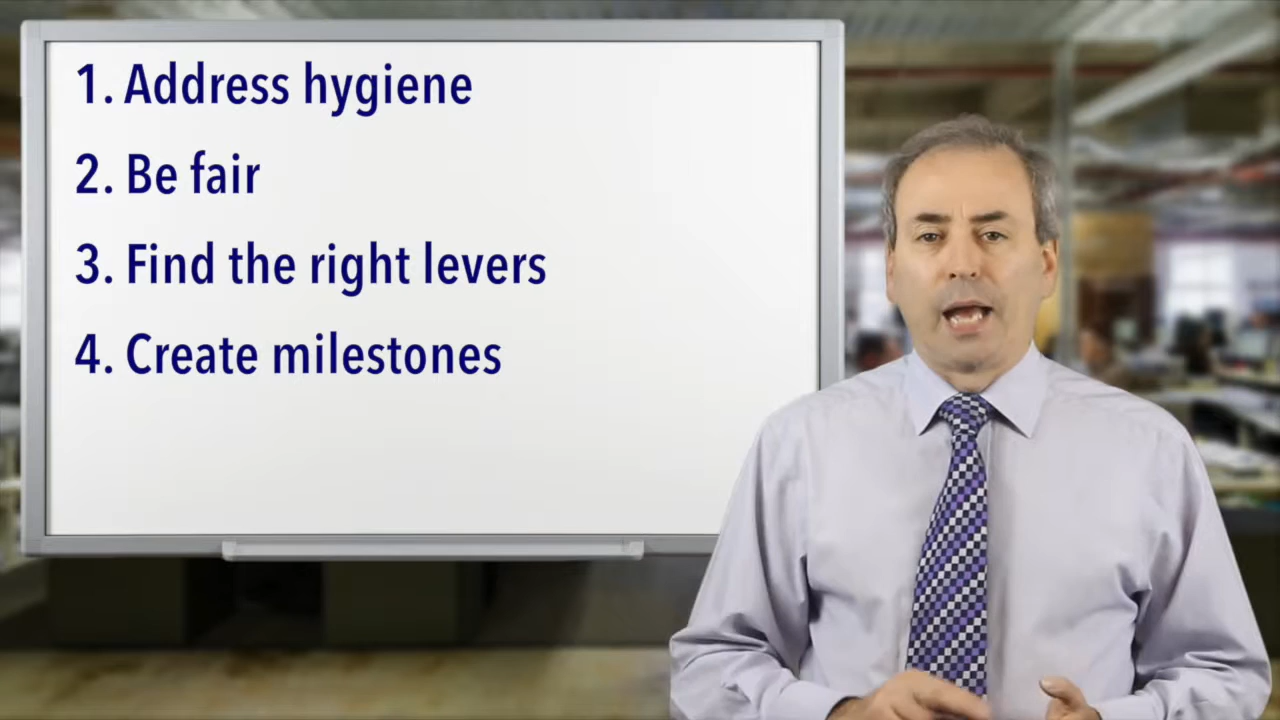 1. Address hygiene
2. Be fair
3. Find the right levers
4. Create milestones